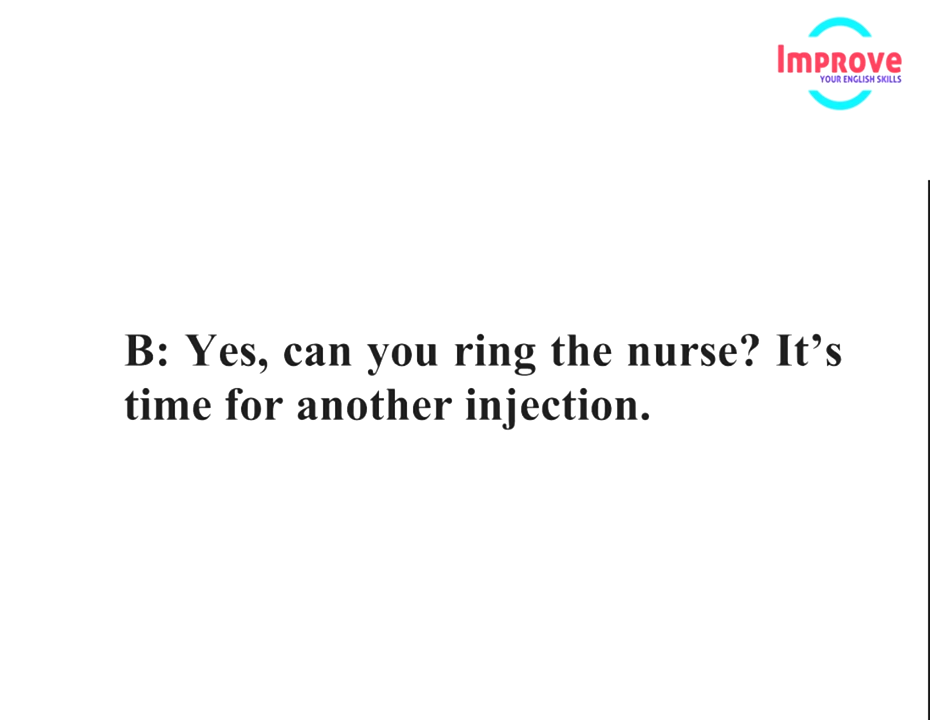 Improve
YOUR ENGLISH SKILLS
B: Yes, can you ring the nurse? It’s
time for another injection.